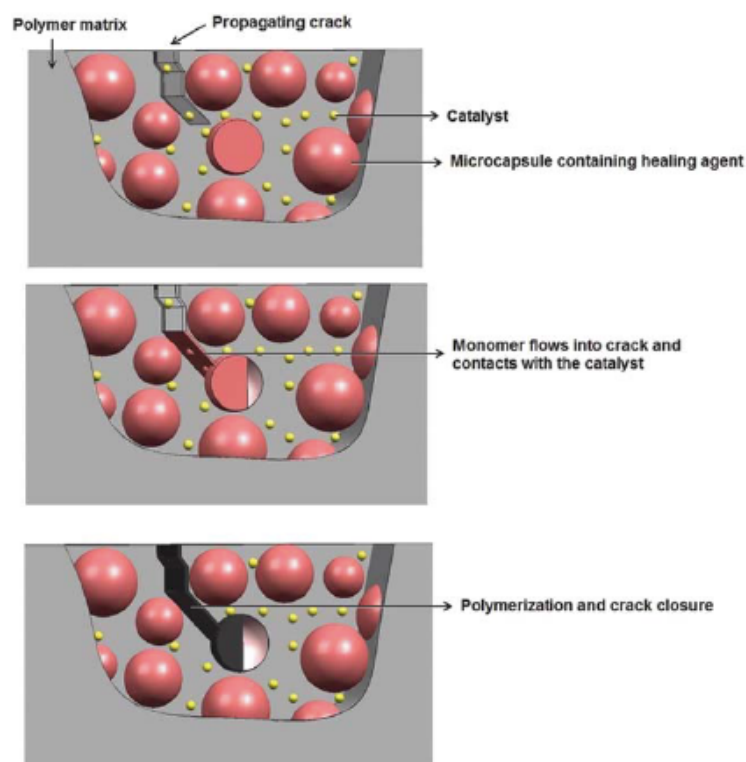 Propagating crack
Polymer matrix
Catalyst
Microcapsule containing healing agent
Monomer flows into crack and
contacts with the catalyst
Polymerization and crack closure